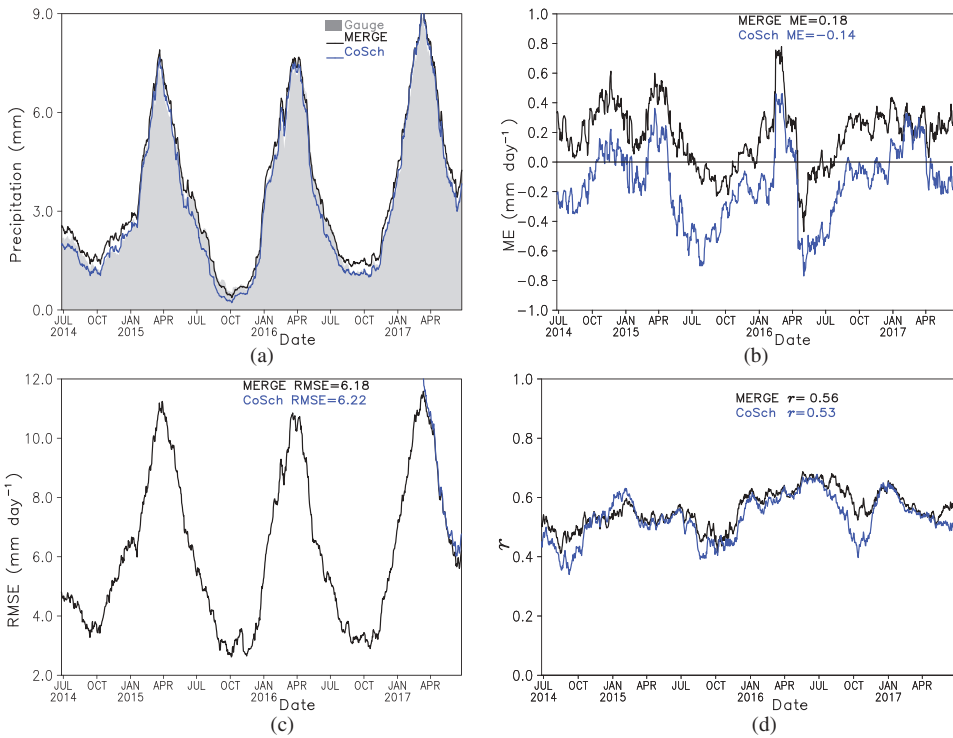 9.0
6.0
3.0
0.0
Precipitation (mm)
Gauge
MERGE
CoSch
JUL OCT JAN APR JUL OCT JAN APR JUL OCT JAN APR
2014 2015 2016 2017
Date
(a)
1.0
0.8
0.6
0.4
0.2
0.0
−0.2
−0.4
−0.6
−0.8
−1.0
ME (mm day⁻¹)
MERGE ME=0.18
CoSch ME=−0.14
JUL OCT JAN APR JUL OCT JAN APR JUL OCT JAN APR
2014 2015 2016 2017
Date
(b)
12.0
10.0
8.0
6.0
4.0
2.0
RMSE (mm day⁻¹)
MERGE RMSE=6.18
CoSch RMSE=6.22
JUL OCT JAN APR JUL OCT JAN APR JUL OCT JAN APR
2014 2015 2016 2017
Date
(c)
1.0
0.8
0.6
0.4
0.2
0.0
r
MERGE r=0.56
CoSch r=0.53
JUL OCT JAN APR JUL OCT JAN APR JUL OCT JAN APR
2014 2015 2016 2017
Date
(d)